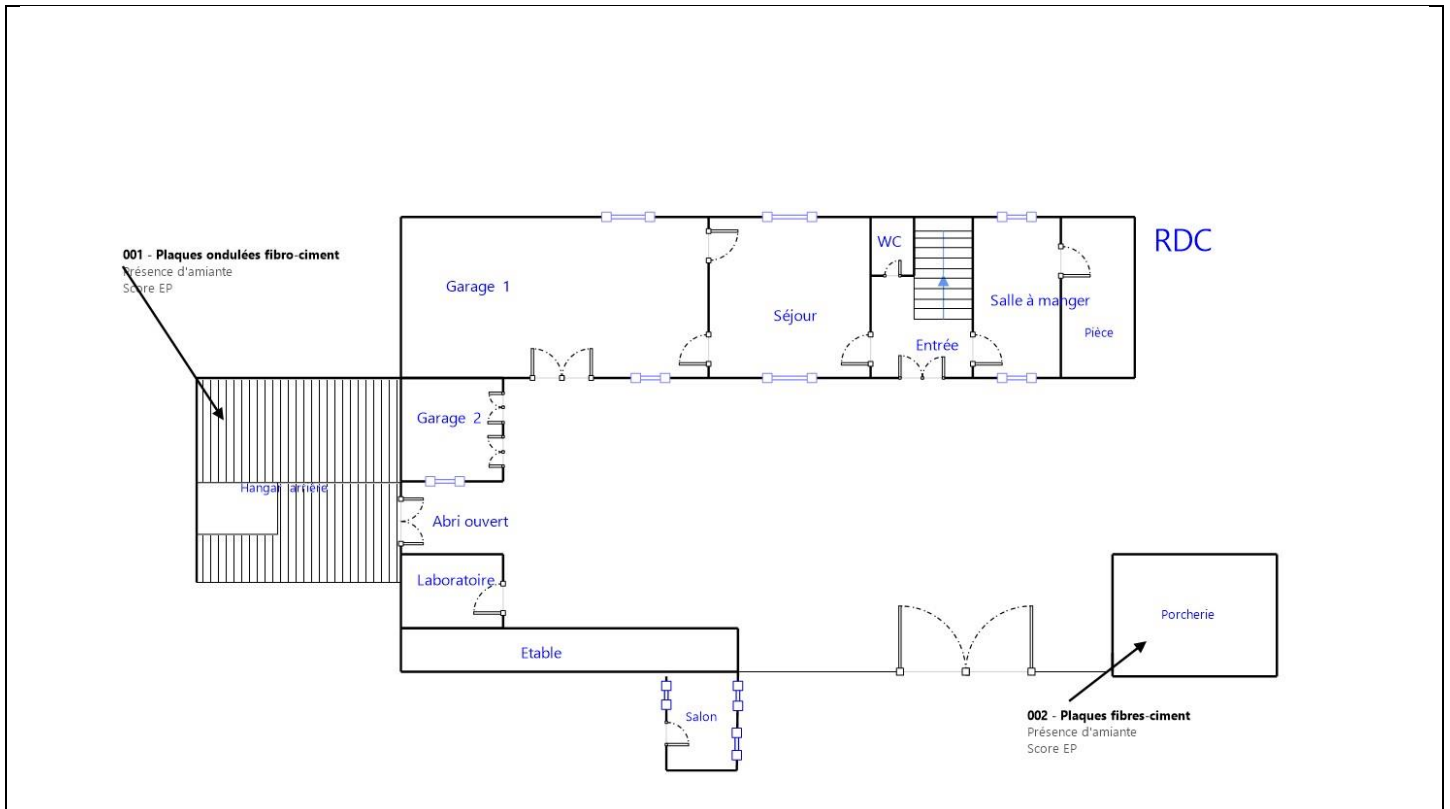 RDC
001 - Plaques ondulées fibro-ciment
Présence d'amiante
Score EP
WC
Garage 1
Salle à manger
Séjour
Pièce
Entrée
Garage 2
Hangar arrière
Abri ouvert
Laboratoire
Porcherie
Etable
Salon
002 - Plaques fibres-ciment
Présence d'amiante
Score EP